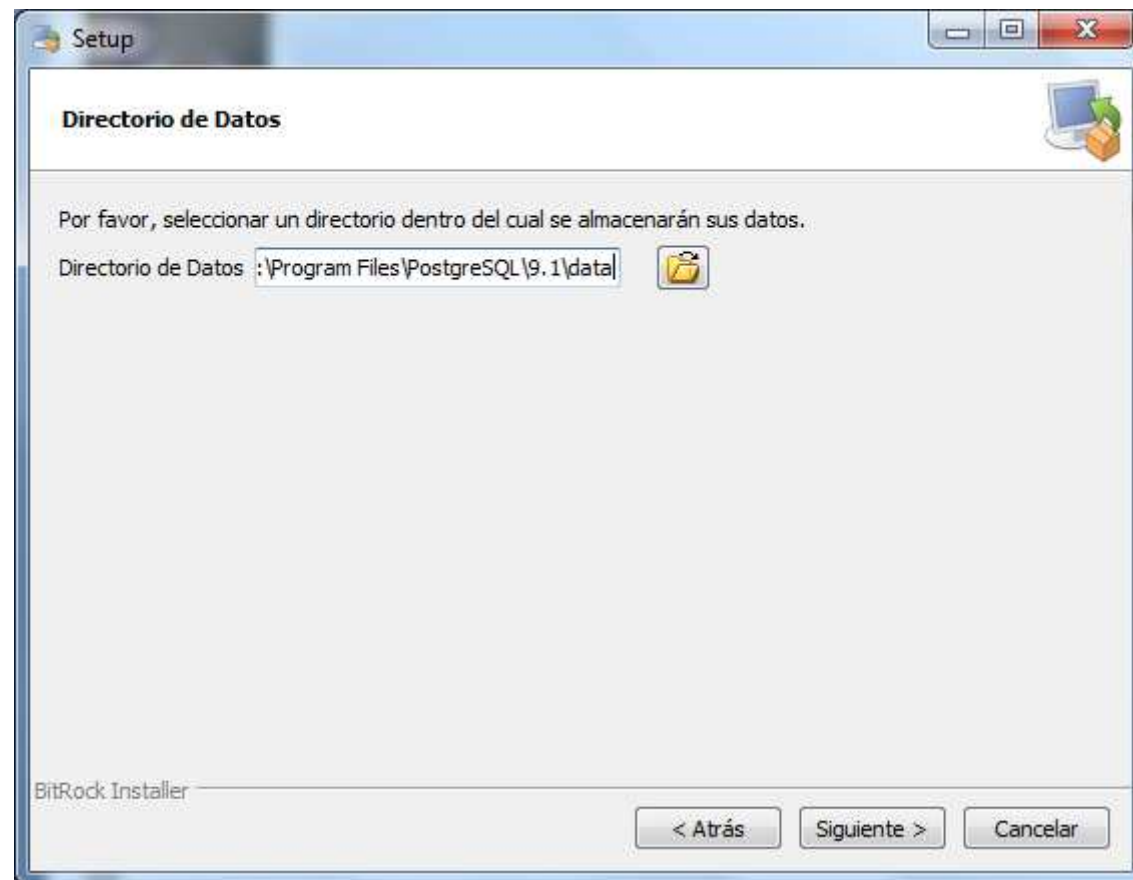 Setup
Directorio de Datos
Por favor, seleccionar un directorio dentro del cual se almacenarán sus datos.
Directorio de Datos :\Program Files\PostgreSQL\9.1\data
BitRock Installer
< Atrás Siguiente > Cancelar